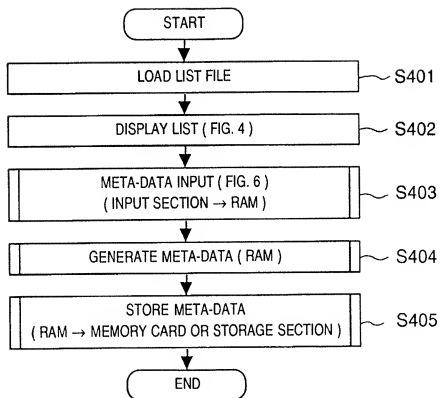 START
LOAD LIST FILE
S401
DISPLAY LIST ( FIG. 4 )
S402
META-DATA INPUT ( FIG. 6 )
( INPUT SECTION → RAM )
S403
GENERATE META-DATA ( RAM )
S404
STORE META-DATA
( RAM → MEMORY CARD OR STORAGE SECTION )
S405
END